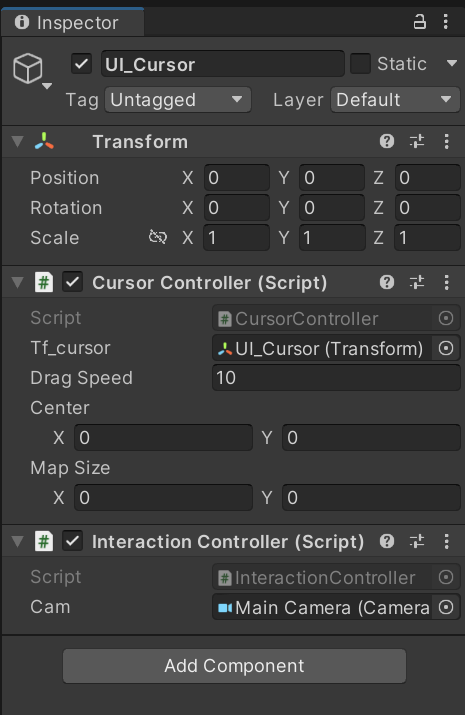 Inspector
UI_Cursor Static
Tag Untagged Layer Default
Transform
Position X 0 Y 0 Z 0
Rotation X 0 Y 0 Z 0
Scale X 1 Y 1 Z 1
# Cursor Controller (Script)
Script # CursorController
Tf_cursor UI_Cursor (Transform)
Drag Speed 10
Center
X 0 Y 0
Map Size
X 0 Y 0
# Interaction Controller (Script)
Script # InteractionController
Cam Main Camera (Camera
Add Component